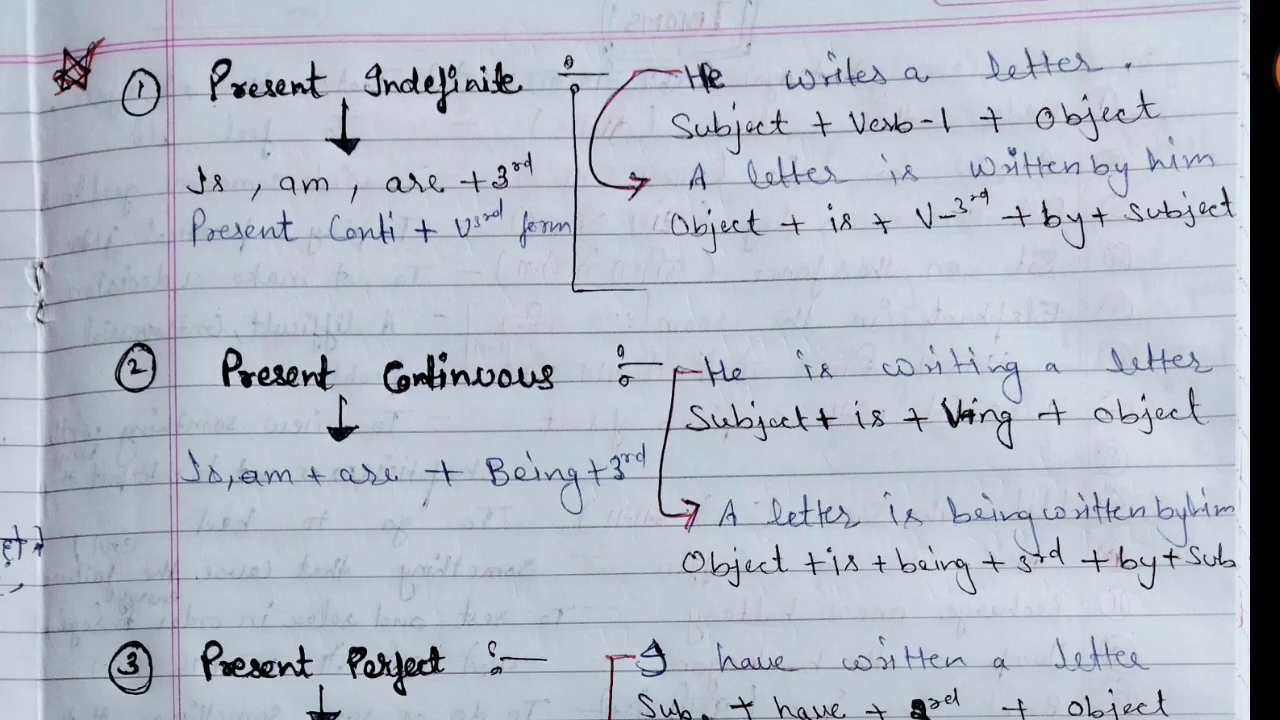 ① Present Indefinite :- He writes a letter.
Subject + Verb-1 + Object
Is, am, are + 3rd
A letter is written by him
Present Conti + V3rd form
Object + is + V-3rd + by + Subject
② Present Continuous :- He is writing a letter
Subject + is + Ving + object
Is, am + are + Being + 3rd
A letter is being written by him
Object + is + being + 3rd + by + Sub
③ Present Perfect :- I have written a letter
Sub. + have + 3rd + object